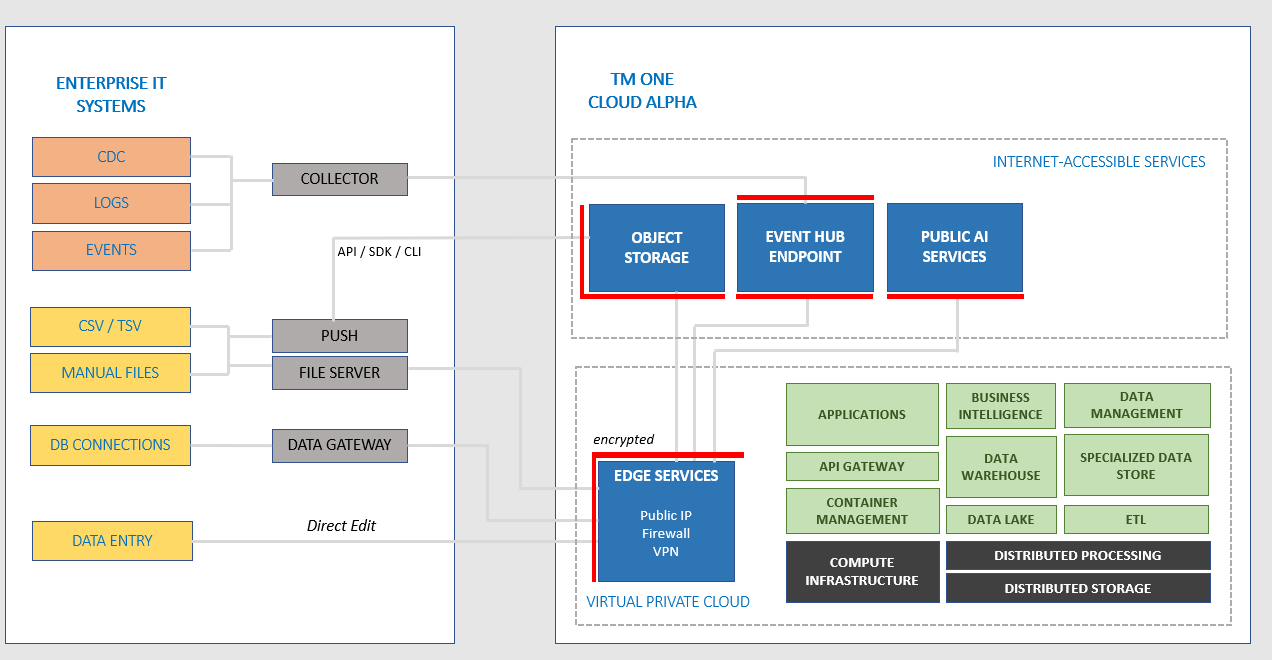 ENTERPRISE IT
SYSTEMS
CDC
LOGS
EVENTS
COLLECTOR
API / SDK / CLI
CSV / TSV
MANUAL FILES
PUSH
FILE SERVER
DB CONNECTIONS
DATA GATEWAY
DATA ENTRY
Direct Edit
TM ONE
CLOUD ALPHA
INTERNET-ACCESSIBLE SERVICES
OBJECT
STORAGE
EVENT HUB
ENDPOINT
PUBLIC AI
SERVICES
encrypted
EDGE SERVICES
Public IP
Firewall
VPN
VIRTUAL PRIVATE CLOUD
APPLICATIONS
API GATEWAY
CONTAINER
MANAGEMENT
COMPUTE
INFRASTRUCTURE
BUSINESS
INTELLIGENCE
DATA
WAREHOUSE
DATA LAKE
DATA
MANAGEMENT
SPECIALIZED DATA
STORE
ETL
DISTRIBUTED PROCESSING
DISTRIBUTED STORAGE